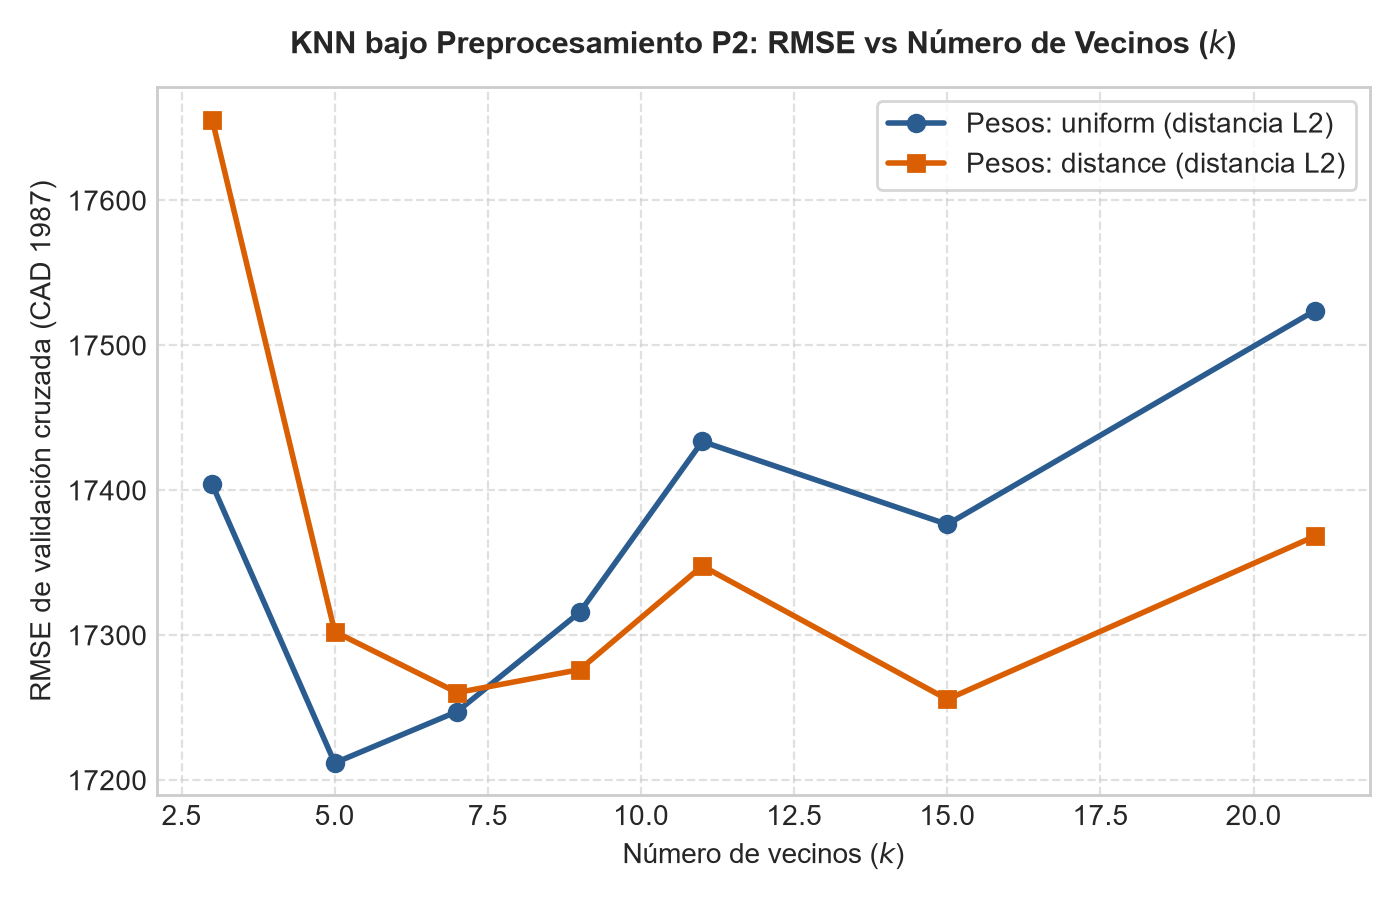 KNN bajo Preprocesamiento P2: RMSE vs Número de Vecinos (k)
Pesos: uniform (distancia L2)
Pesos: distance (distancia L2)
RMSE de validación cruzada (CAD 1987)
17600
17500
17400
17300
17200
2.5 5.0 7.5 10.0 12.5 15.0 17.5 20.0
Número de vecinos (k)